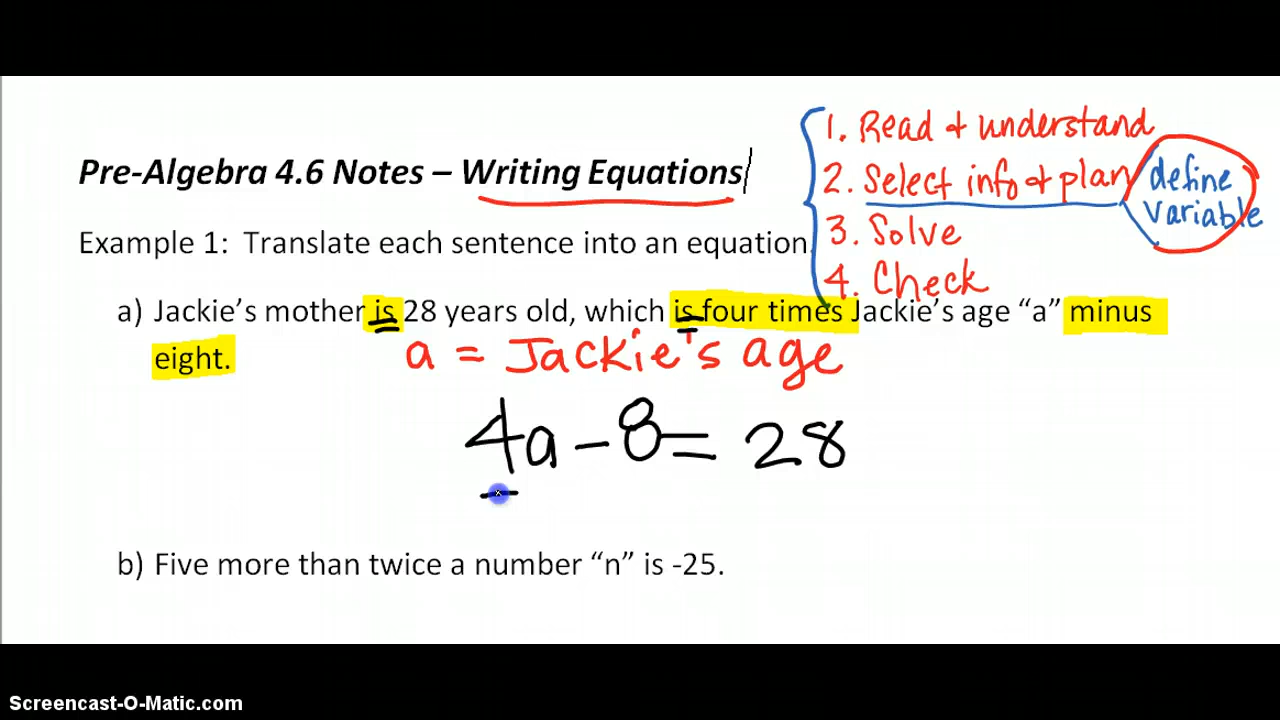 1. Read + understand
Pre-Algebra 4.6 Notes – Writing Equations
2. Select info + plan
define
variable
3. Solve
Example 1: Translate each sentence into an equation.
4. Check
a) Jackie's mother is 28 years old, which is four times Jackie's age "a" minus
eight.
a = Jackie's age
4a - 8 = 28
b) Five more than twice a number "n" is -25.
Screencast-O-Matic.com